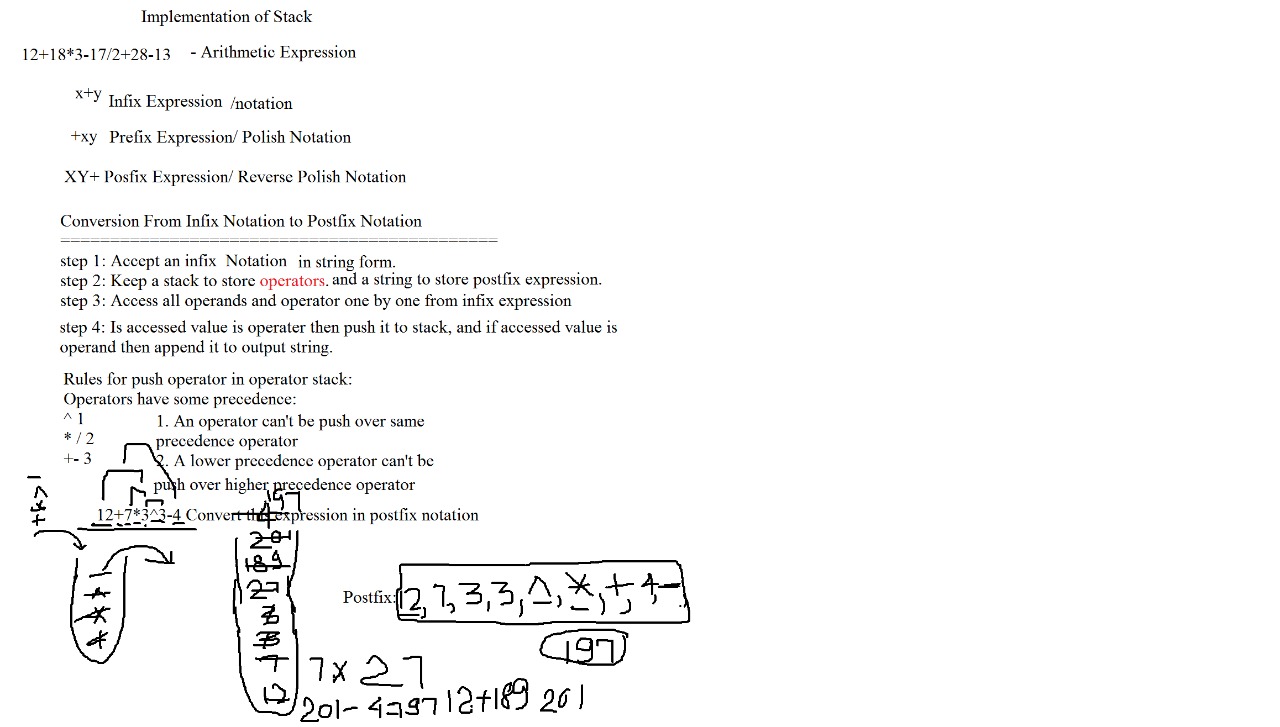 Implementation of Stack
12+18*3-17/2+28-13 - Arithmetic Expression
x+y Infix Expression /notation
+xy Prefix Expression/ Polish Notation
XY+ Posfix Expression/ Reverse Polish Notation
Conversion From Infix Notation to Postfix Notation
============================================
step 1: Accept an infix Notation in string form.
step 2: Keep a stack to store operators. and a string to store postfix expression.
step 3: Access all operands and operator one by one from infix expression
step 4: Is accessed value is operater then push it to stack, and if accessed value is
operand then append it to output string.
Rules for push operator in operator stack:
Operators have some precedence:
^ 1 1. An operator can't be push over same
* / 2 precedence operator
+- 3 2. A lower precedence operator can't be
push over higher precedence operator
197
12+7*3^3-4 Convert this expression in postfix notation
4
201
189
27
3
3
7
12
Postfix: 12, 7, 3, 3, ^, *, +, 4, -
197
7x27
201-4=197 12+189 201